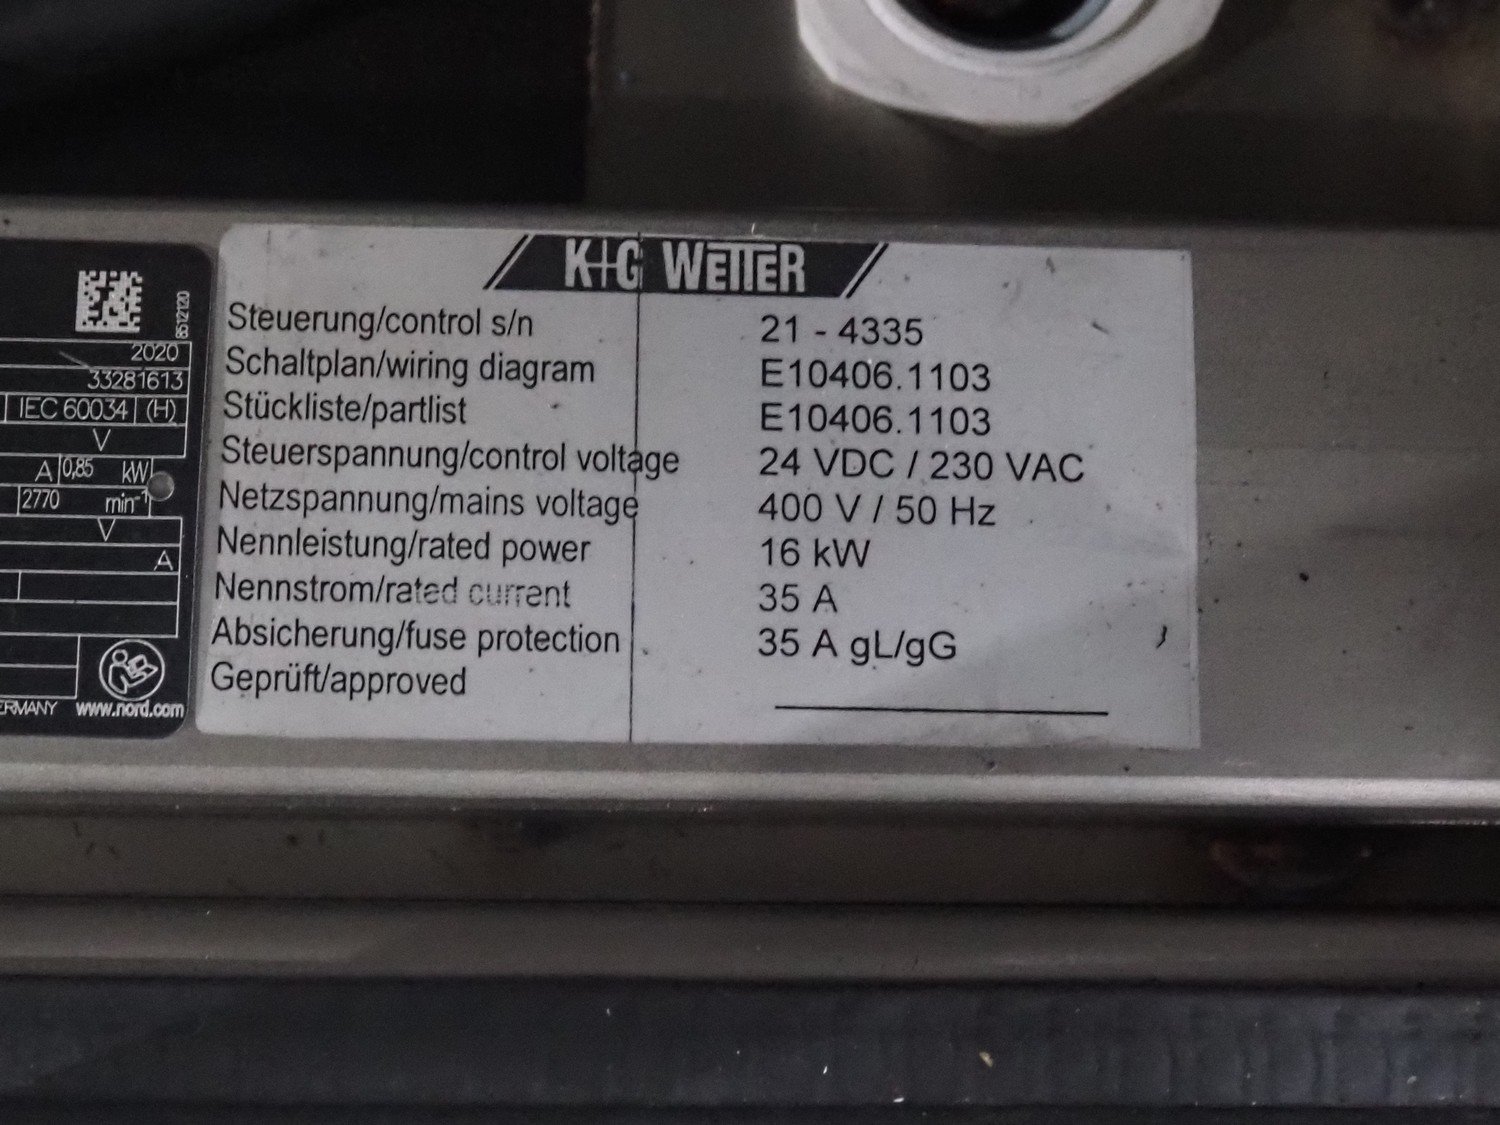 K+G WETTER
Steuerung/control s/n 21 - 4335
Schaltplan/wiring diagram E10406.1103
Stückliste/partlist E10406.1103
Steuerspannung/control voltage 24 VDC / 230 VAC
Netzspannung/mains voltage 400 V / 50 Hz
Nennleistung/rated power 16 kW
Nennstrom/rated current 35 A
Absicherung/fuse protection 35 A gL/gG
Geprüft/approved
8512120
2020
33281613
IEC 60034 (H)
V
A 0,85 kW
2770 min-1
V
A
www.nord.com